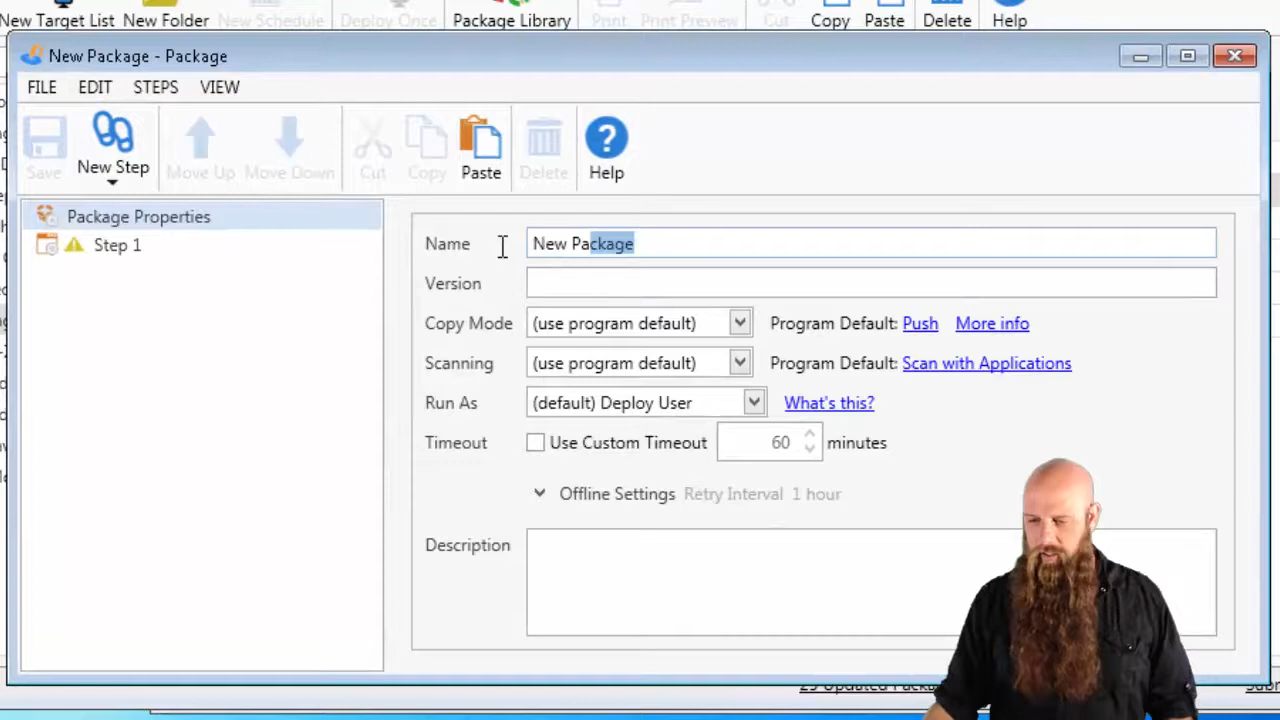 New Target List New Folder New Schedule Deploy Once Package Library Print Print Preview Cut Copy Paste Delete Help
New Package - Package
FILE EDIT STEPS VIEW
Save New Step Move Up Move Down Cut Copy Paste Delete Help
Package Properties
Step 1
Name New Package
Version
Copy Mode (use program default) Program Default: Push More info
Scanning (use program default) Program Default: Scan with Applications
Run As (default) Deploy User What's this?
Timeout Use Custom Timeout 60 minutes
Offline Settings Retry Interval 1 hour
Description